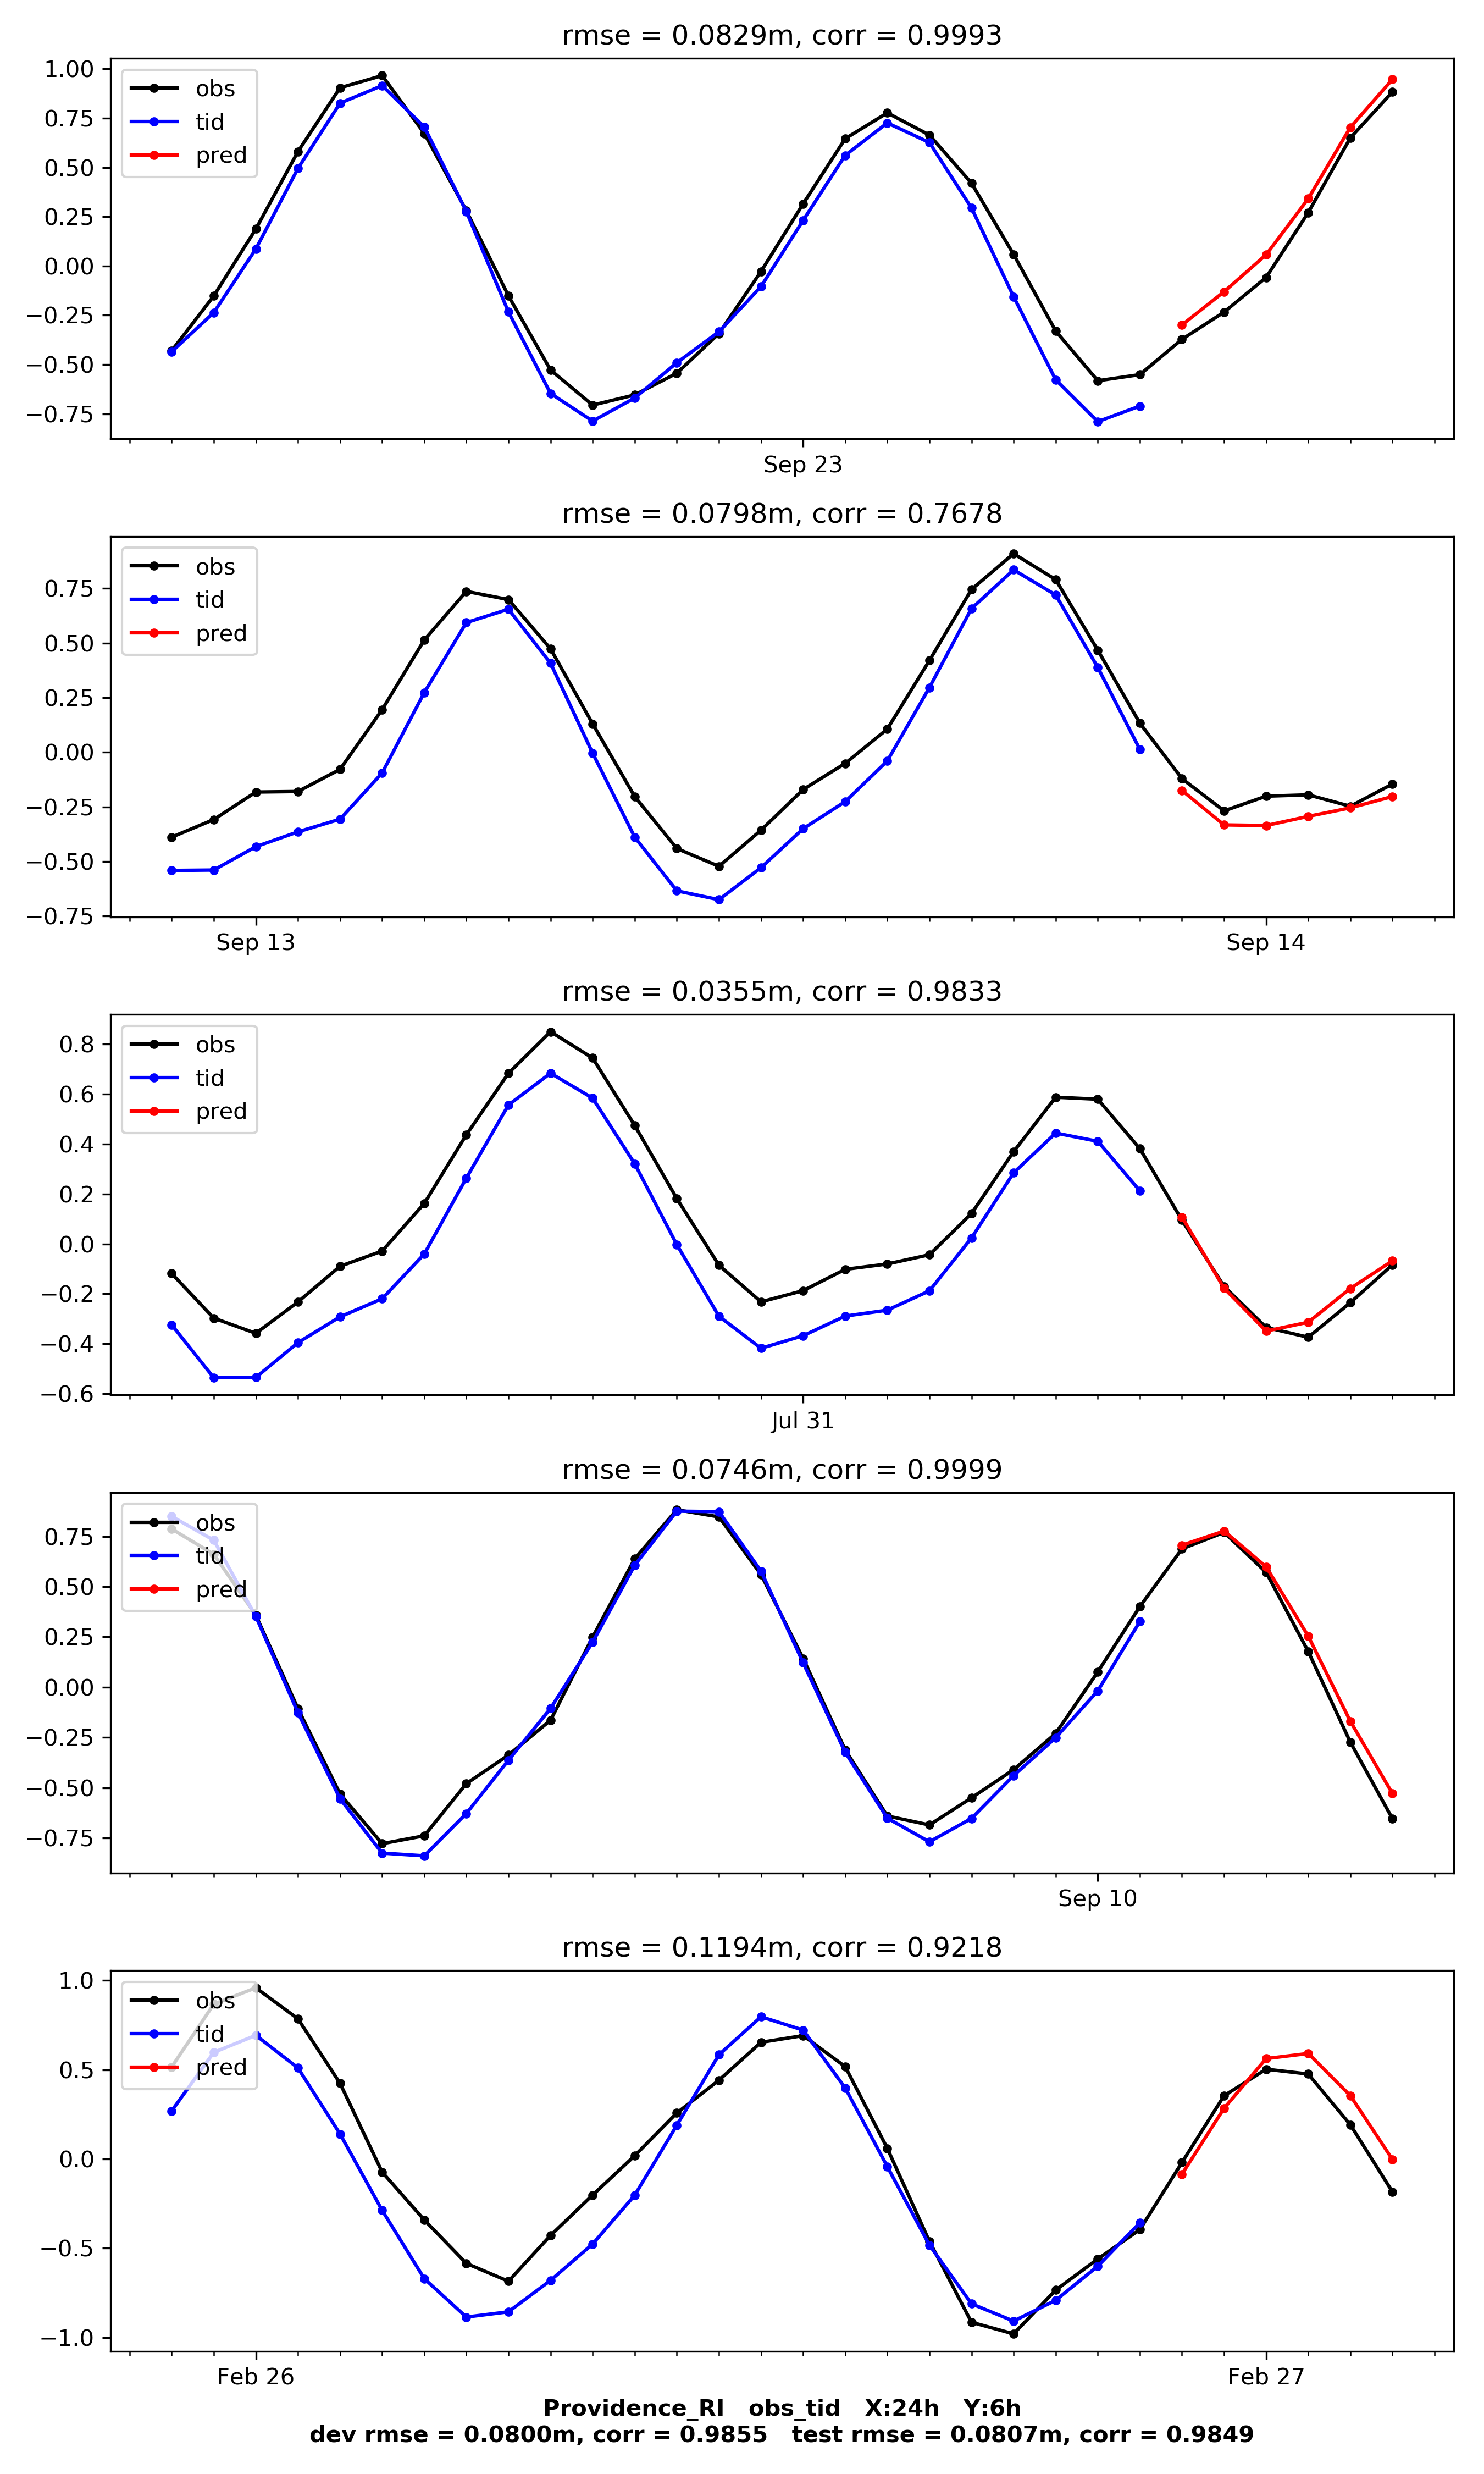 rmse = 0.0829m, corr = 0.9993
1.00
0.75
0.50
0.25
0.00
−0.25
−0.50
−0.75
obs
tid
pred
Sep 23
rmse = 0.0798m, corr = 0.7678
0.75
0.50
0.25
0.00
−0.25
−0.50
−0.75
obs
tid
pred
Sep 13 Sep 14
rmse = 0.0355m, corr = 0.9833
0.8
0.6
0.4
0.2
0.0
−0.2
−0.4
−0.6
obs
tid
pred
Jul 31
rmse = 0.0746m, corr = 0.9999
0.75
0.50
0.25
0.00
−0.25
−0.50
−0.75
obs
tid
pred
Sep 10
rmse = 0.1194m, corr = 0.9218
1.0
0.5
0.0
−0.5
−1.0
obs
tid
pred
Feb 26 Feb 27
Providence_RI obs_tid X:24h Y:6h
dev rmse = 0.0800m, corr = 0.9855 test rmse = 0.0807m, corr = 0.9849